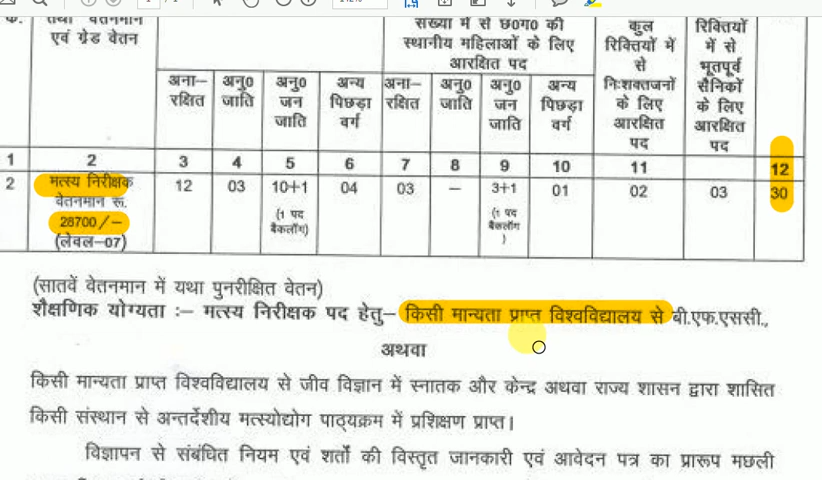 एवं ग्रेड वेतन
संख्या में से छ०ग० की
स्थानीय महिलाओं के लिए
आरक्षित पद
कुल
रिक्तियों में
से
निःशक्तजनों
के लिए
आरक्षित
पद
रिक्तियों
में से
भूतपूर्व
सैनिकों
के लिए
आरक्षित
पद
अना–
रक्षित
अनु0
जाति
अनु0
जन
जाति
अन्य
पिछड़ा
वर्ग
अना–
रक्षित
अनु0
जाति
अनु0
जन
जाति
अन्य
पिछड़ा
वर्ग
1 2 3 4 5 6 7 8 9 10 11 12
2 मत्स्य निरीक्षक 12 03 10+1 04 03 – 3+1 01 02 03 30
वेतनमान रू.
28700/–
(लेवल–07)
(1 पद
बैकलॉग)
(1 पद
बैकलॉग
)
(सातवें वेतनमान में यथा पुनरीक्षित वेतन)
शैक्षणिक योग्यता :– मत्स्य निरीक्षक पद हेतु– किसी मान्यता प्राप्त विश्वविद्यालय से बी.एफ.एससी.,
अथवा
किसी मान्यता प्राप्त विश्वविद्यालय से जीव विज्ञान में स्नातक और केन्द्र अथवा राज्य शासन द्वारा शासित
किसी संस्थान से अन्तर्देशीय मत्स्योद्योग पाठ्यक्रम में प्रशिक्षण प्राप्त।
विज्ञापन से संबंधित नियम एवं शर्तो की विस्तृत जानकारी एवं आवेदन पत्र का प्रारूप मछली